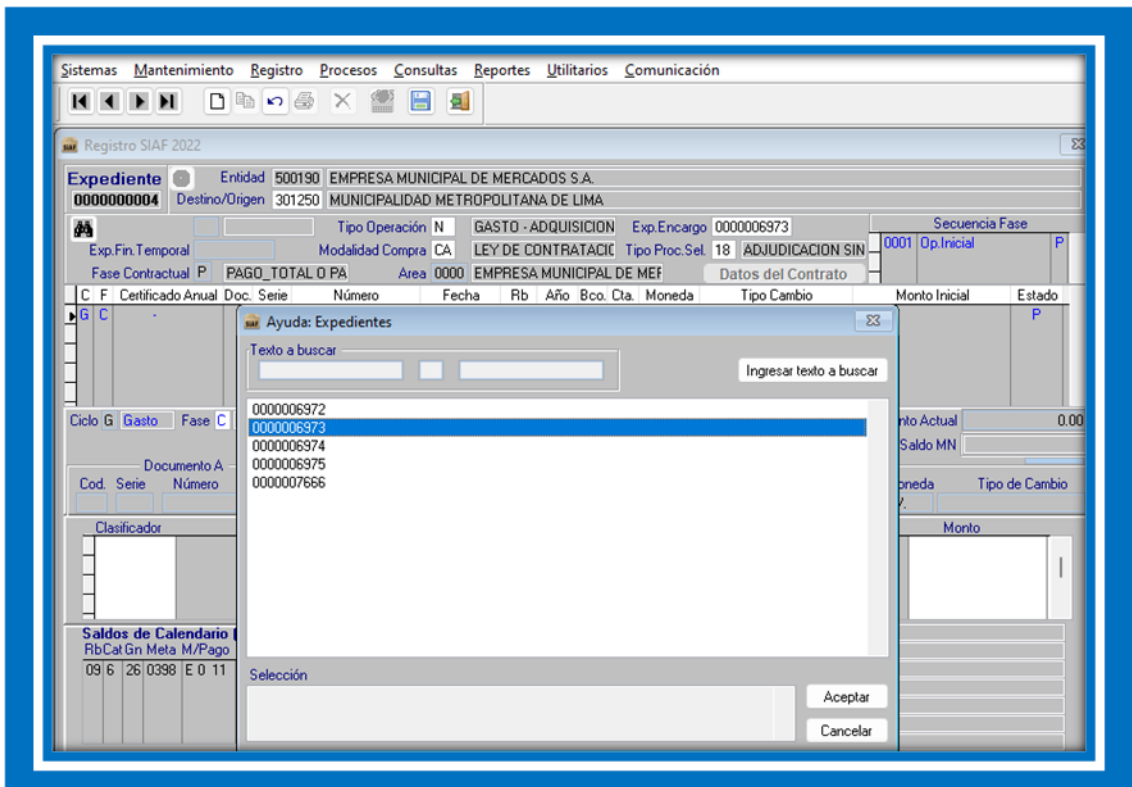 Sistemas Mantenimiento Registro Procesos Consultas Reportes Utilitarios Comunicación
SIAF Registro SIAF 2022
Expediente Entidad 500190 EMPRESA MUNICIPAL DE MERCADOS S.A.
0000000004 Destino/Origen 301250 MUNICIPALIDAD METROPOLITANA DE LIMA
Tipo Operación N GASTO - ADQUISICION Exp.Encargo 0000006973 Secuencia Fase
Exp.Fin.Temporal Modalidad Compra CA LEY DE CONTRATACIC Tipo Proc.Sel. 18 ADJUDICACION SIN 0001 Op.Inicial P
Fase Contractual P PAGO_TOTAL O PA Area 0000 EMPRESA MUNICIPAL DE MEF Datos del Contrato
C F Certificado Anual Doc. Serie Número Fecha Rb Año Bco. Cta. Moneda Tipo Cambio Monto Inicial Estado
G C - P
SIAF Ayuda: Expedientes
Texto a buscar
Ingresar texto a buscar
0000006972
0000006973
0000006974
0000006975
0000007666
Ciclo G Gasto Fase C nto Actual 0.00
Saldo MN
Documento A
Cod. Serie Número oneda Tipo de Cambio
Clasificador Monto
Saldos de Calendario
RbCatGn Meta M/Pago
09 6 26 0398 E 0 11
Selección
Aceptar
Cancelar